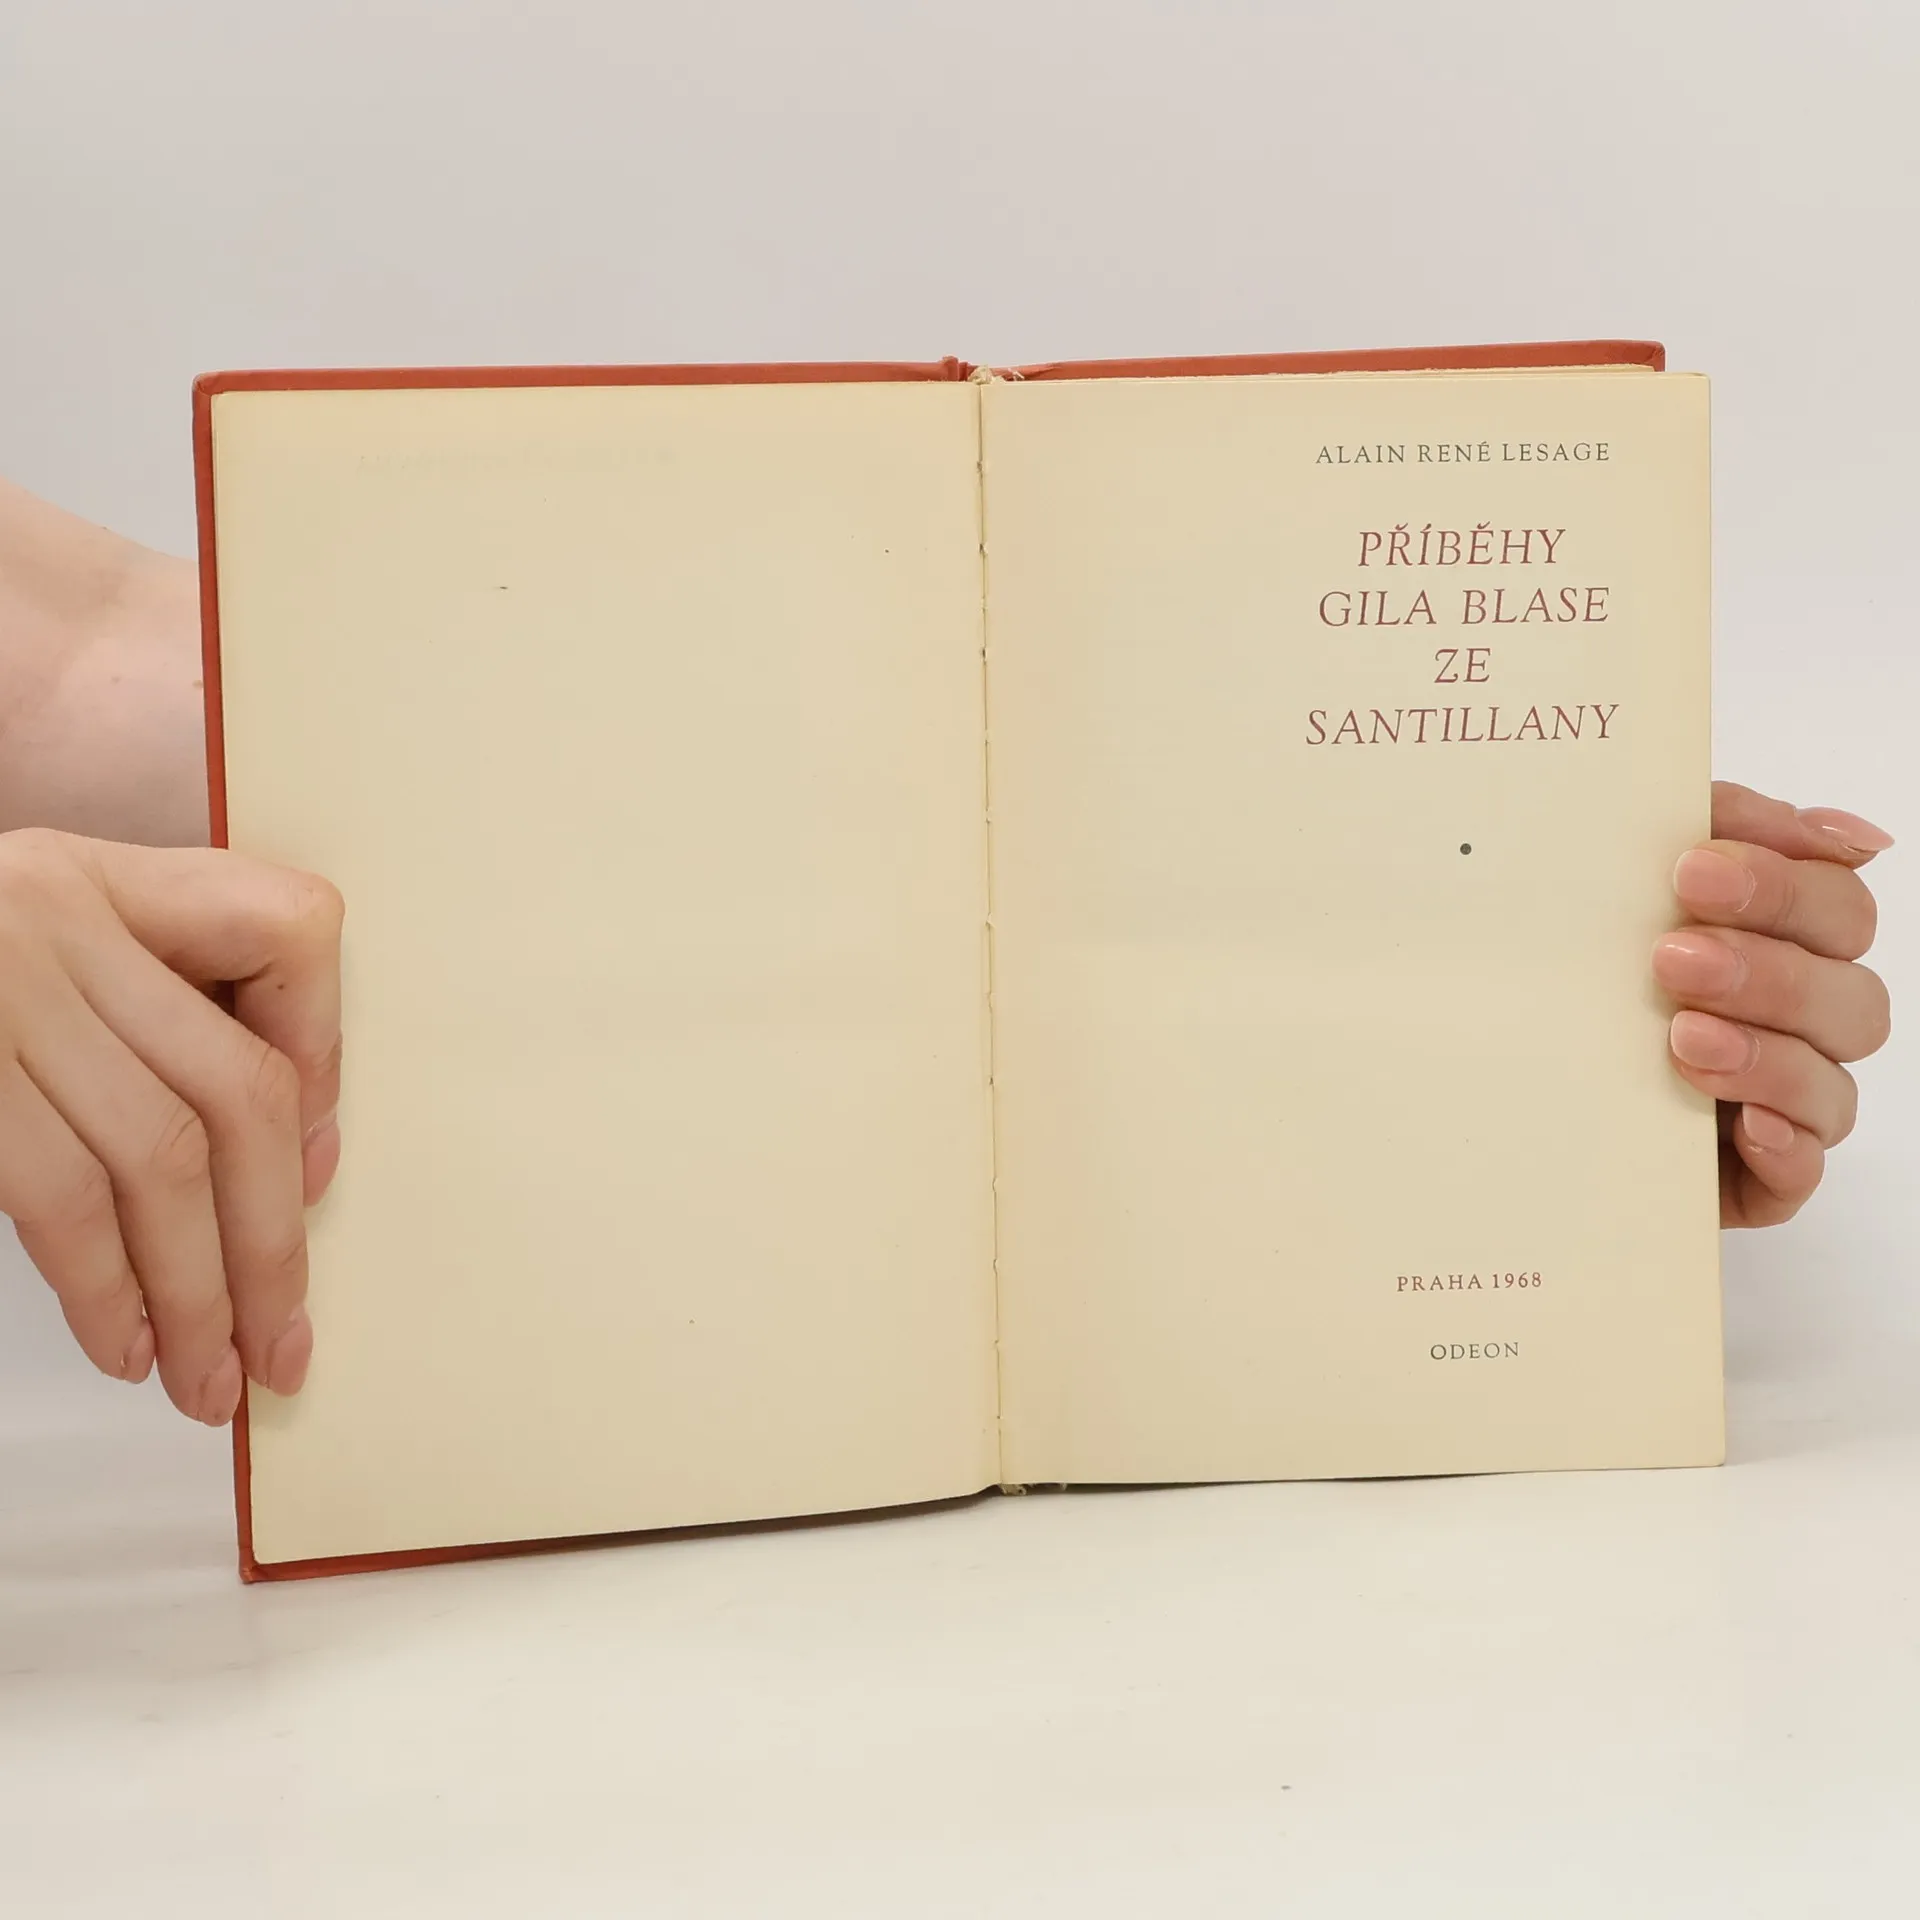 ALAIN RENÉ LESAGE
PŘÍBĚHY
GILA BLASE
ZE
SANTILLANY
PRAHA 1968
ODEON